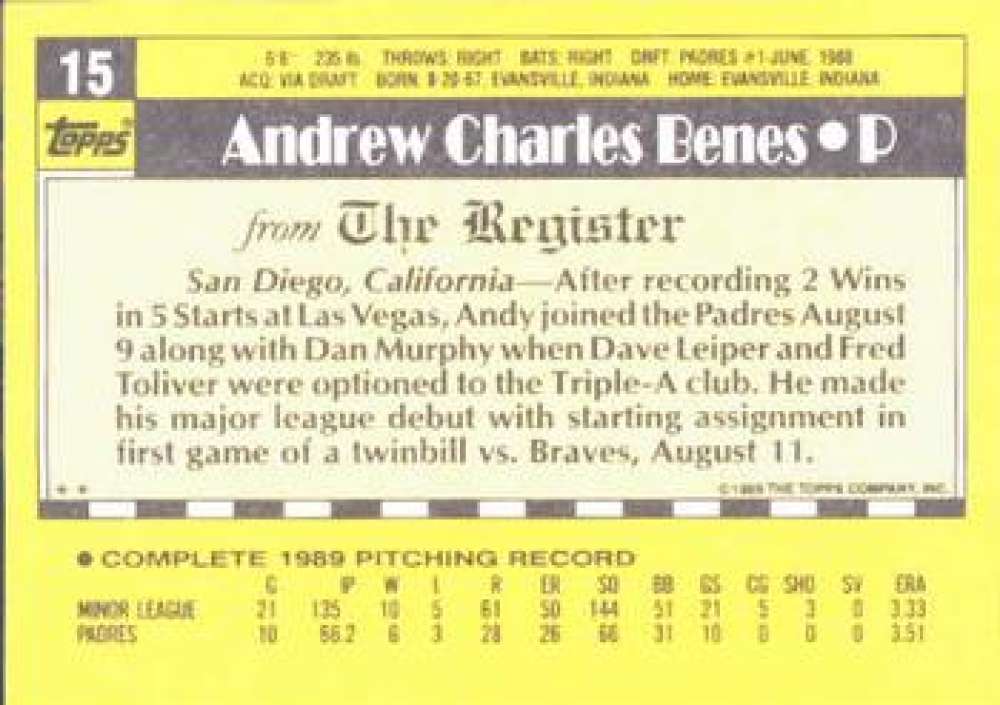 15
6'6" 235 lb. THROWS: RIGHT BATS: RIGHT DRFT: PADRES #1-JUNE, 1988
ACQ: VIA DRAFT BORN: 8-20-67, EVANSVILLE, INDIANA HOME: EVANSVILLE, INDIANA
TOPPS®
Andrew Charles Benes • P
from The Register
San Diego, California—After recording 2 Wins
in 5 Starts at Las Vegas, Andy joined the Padres August
9 along with Dan Murphy when Dave Leiper and Fred
Toliver were optioned to the Triple-A club. He made
his major league debut with starting assignment in
first game of a twinbill vs. Braves, August 11.
* * ©1989 THE TOPPS COMPANY, INC.
● COMPLETE 1989 PITCHING RECORD
G IP W L R ER SO BB GS CG SHO SV ERA
MINOR LEAGUE 21 135 10 5 61 50 144 51 21 5 3 0 3.33
PADRES 10 66.2 6 3 28 26 66 31 10 0 0 0 3.51